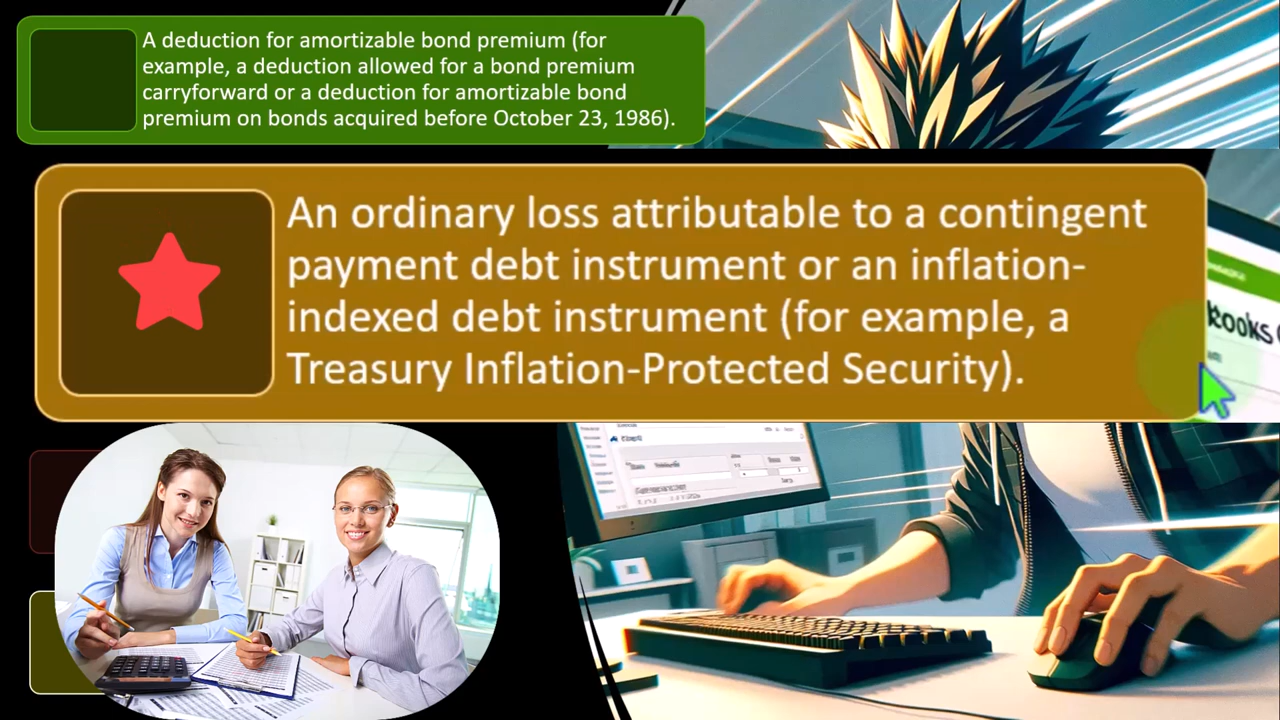 A deduction for amortizable bond premium (for
example, a deduction allowed for a bond premium
carryforward or a deduction for amortizable bond
premium on bonds acquired before October 23, 1986).
An ordinary loss attributable to a contingent
payment debt instrument or an inflation-
indexed debt instrument (for example, a
Treasury Inflation-Protected Security).